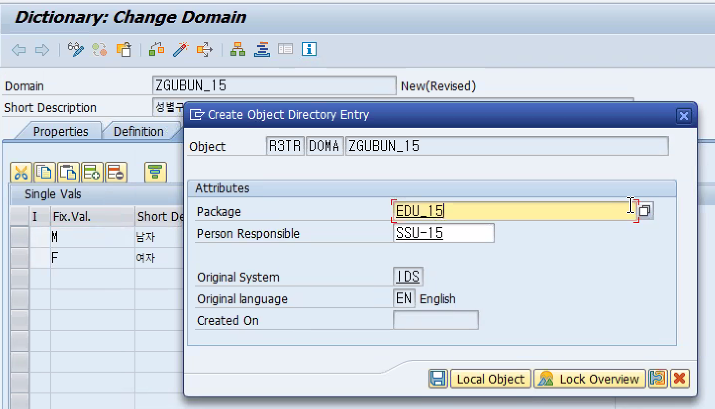 Dictionary: Change Domain
Domain ZGUBUN_15 New(Revised)
Short Description 성별구
Create Object Directory Entry
Properties Definition
Object R3TR DOMA ZGUBUN_15
Attributes
Single Vals
Package EDU_15
I Fix.Val. Short De
Person Responsible SSU-15
M 남자
F 여자
Original System IDS
Original language EN English
Created On
Local Object Lock Overview